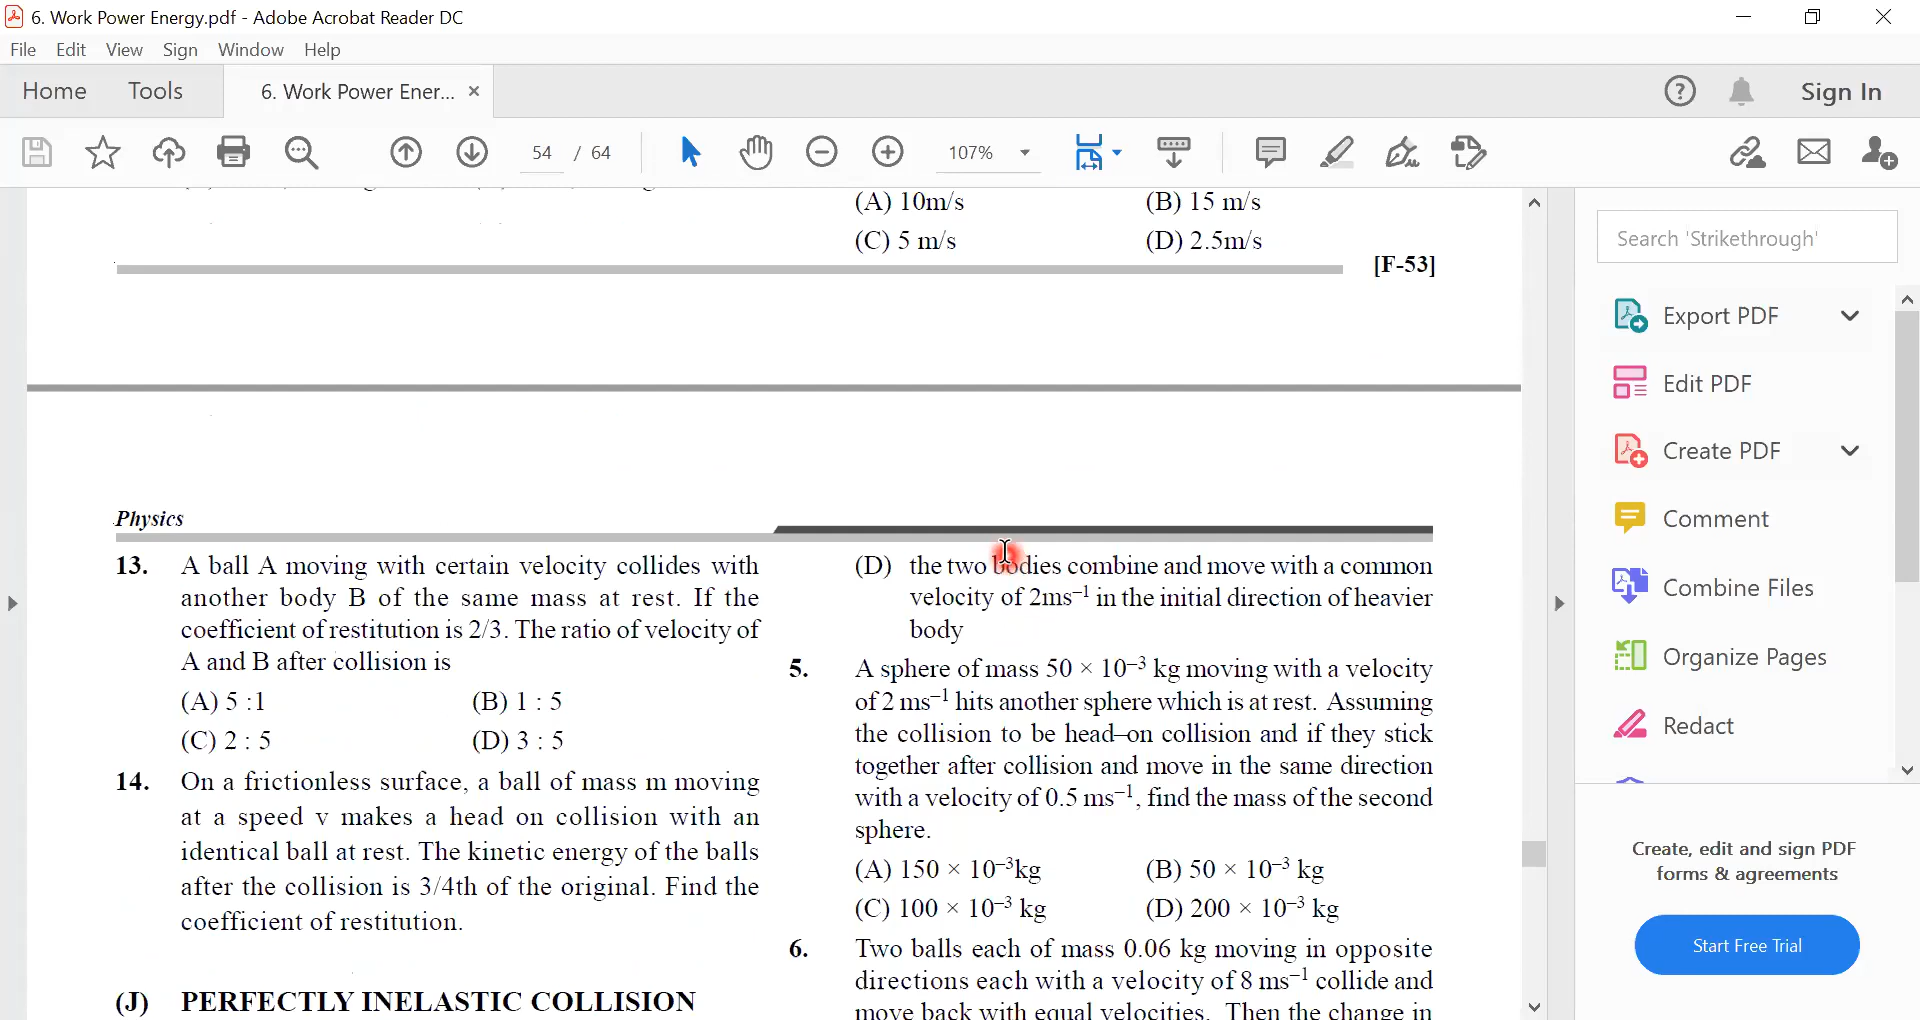 6. Work Power Energy.pdf - Adobe Acrobat Reader DC
File Edit View Sign Window Help
Home Tools 6. Work Power Ener... × Sign In
54 / 64 107%
(A) 10m/s (B) 15 m/s
(C) 5 m/s (D) 2.5m/s
[F-53]
Physics
13. A ball A moving with certain velocity collides with
another body B of the same mass at rest. If the
coefficient of restitution is 2/3. The ratio of velocity of
A and B after collision is
(A) 5 :1 (B) 1 : 5
(C) 2 : 5 (D) 3 : 5
14. On a frictionless surface, a ball of mass m moving
at a speed v makes a head on collision with an
identical ball at rest. The kinetic energy of the balls
after the collision is 3/4th of the original. Find the
coefficient of restitution.
(J) PERFECTLY INELASTIC COLLISION
(D) the two bodies combine and move with a common
velocity of 2ms⁻¹ in the initial direction of heavier
body
5. A sphere of mass 50 × 10⁻³ kg moving with a velocity
of 2 ms⁻¹ hits another sphere which is at rest. Assuming
the collision to be head–on collision and if they stick
together after collision and move in the same direction
with a velocity of 0.5 ms⁻¹, find the mass of the second
sphere.
(A) 150 × 10⁻³kg (B) 50 × 10⁻³ kg
(C) 100 × 10⁻³ kg (D) 200 × 10⁻³ kg
6. Two balls each of mass 0.06 kg moving in opposite
directions each with a velocity of 8 ms⁻¹ collide and
move back with equal velocities. Then the change in
Search 'Strikethrough'
Export PDF
Edit PDF
Create PDF
Comment
Combine Files
Organize Pages
Redact
Create, edit and sign PDF
forms & agreements
Start Free Trial